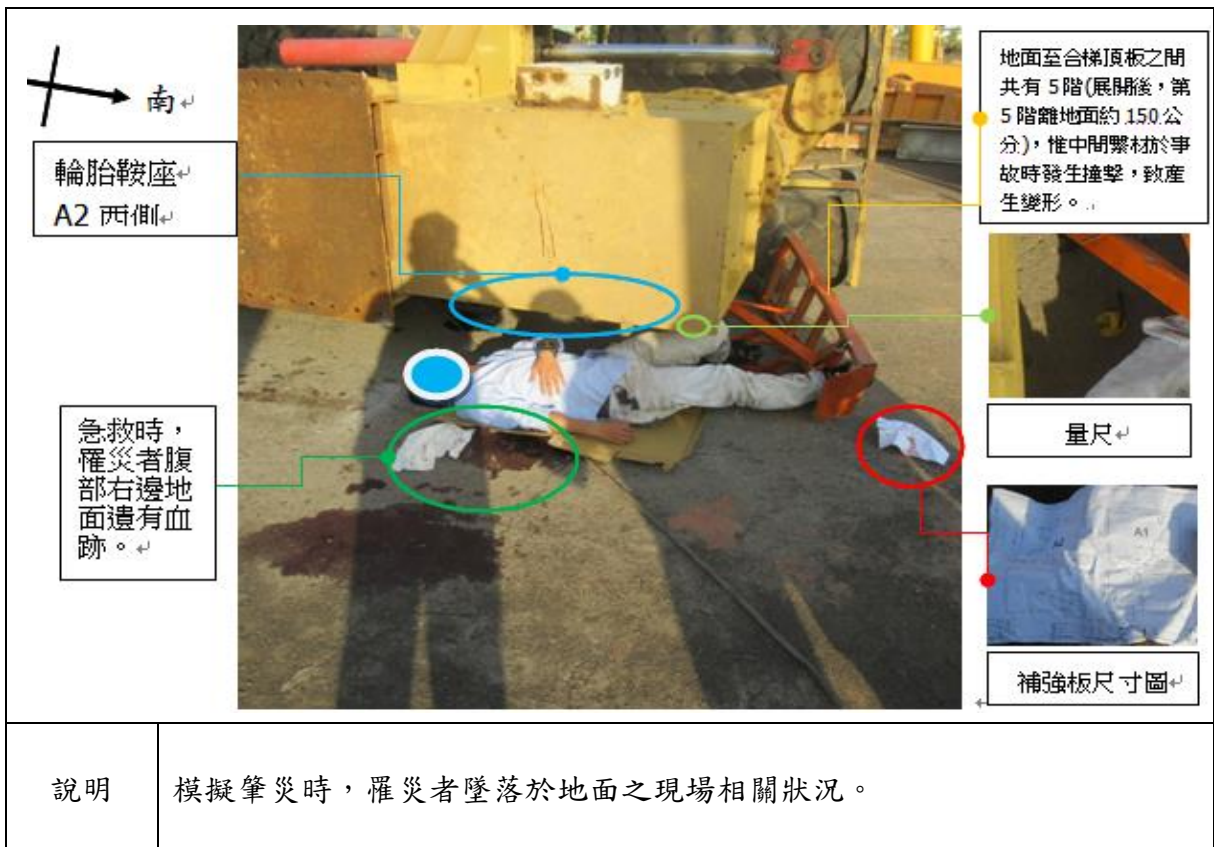 南
輪胎鞍座
A2 西側
急救時，
罹災者腹
部右邊地
面遺有血
跡。
地面至合梯頂板之間
共有 5 階(展開後，第
5 階離地面約 150 公
分)，惟中間繫材於事
故時發生撞擊，致產
生變形。
量尺
A1
補強板尺寸圖
說明
模擬肇災時，罹災者墜落於地面之現場相關狀況。